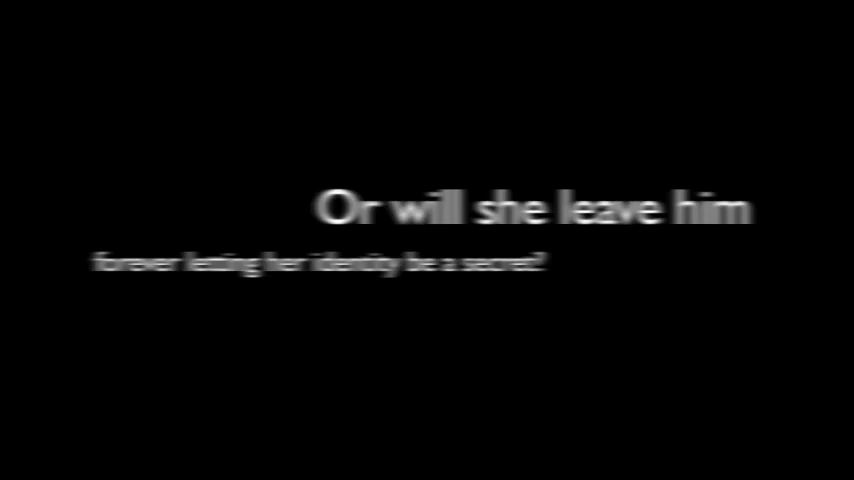 Or will she leave him
forever letting her identity be a secret?